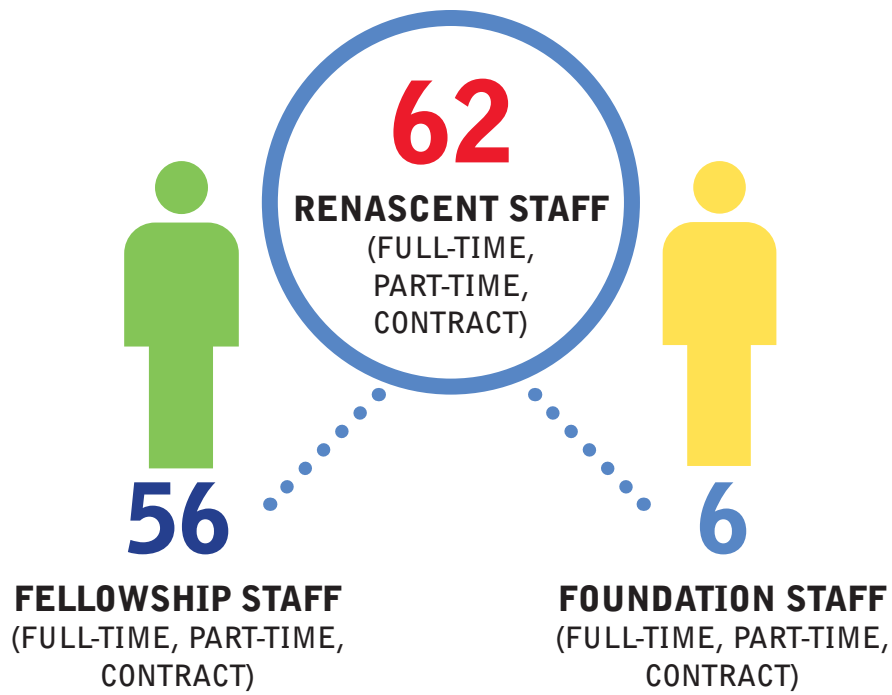 62
RENASCENT STAFF
(FULL-TIME,
PART-TIME,
CONTRACT)
56
FELLOWSHIP STAFF
(FULL-TIME, PART-TIME,
CONTRACT)
6
FOUNDATION STAFF
(FULL-TIME, PART-TIME,
CONTRACT)